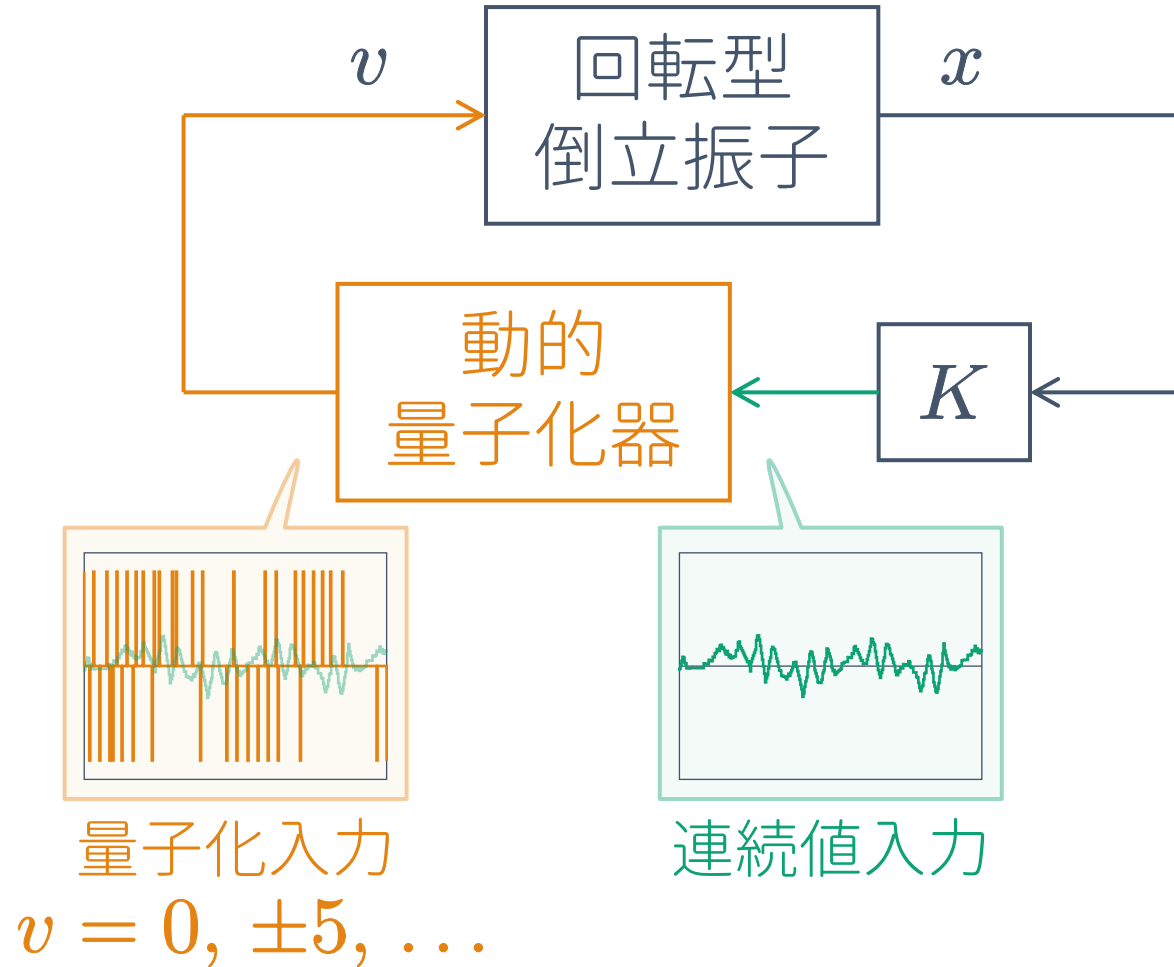 v
回転型
倒立振子
x
動的
量子化器
K
量子化入力
v = 0, ±5, …
連続値入力